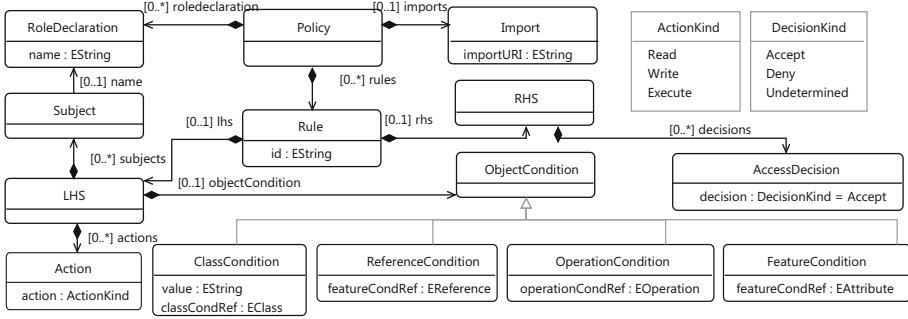 [0..*] roledeclaration
[0..1] imports
RoleDeclaration
name : EString
Policy
Import
importURI : EString
ActionKind
Read
Write
Execute
DecisionKind
Accept
Deny
Undetermined
[0..1] name
[0..*] rules
Subject
[0..1] lhs
Rule
id : EString
[0..1] rhs
RHS
[0..*] decisions
[0..*] subjects
[0..1] objectCondition
ObjectCondition
AccessDecision
decision : DecisionKind = Accept
LHS
[0..*] actions
Action
action : ActionKind
ClassCondition
value : EString
classCondRef : EClass
ReferenceCondition
featureCondRef : EReference
OperationCondition
operationCondRef : EOperation
FeatureCondition
featureCondRef : EAttribute